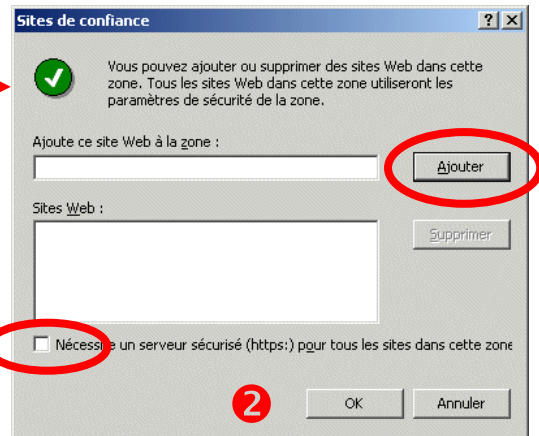 Sites de confiance
Vous pouvez ajouter ou supprimer des sites Web dans cette
zone. Tous les sites Web dans cette zone utiliseront les
paramètres de sécurité de la zone.
Ajoute ce site Web à la zone :
Ajouter
Sites Web :
Supprimer
Nécessite un serveur sécurisé (https:) pour tous les sites dans cette zone
2
OK
Annuler